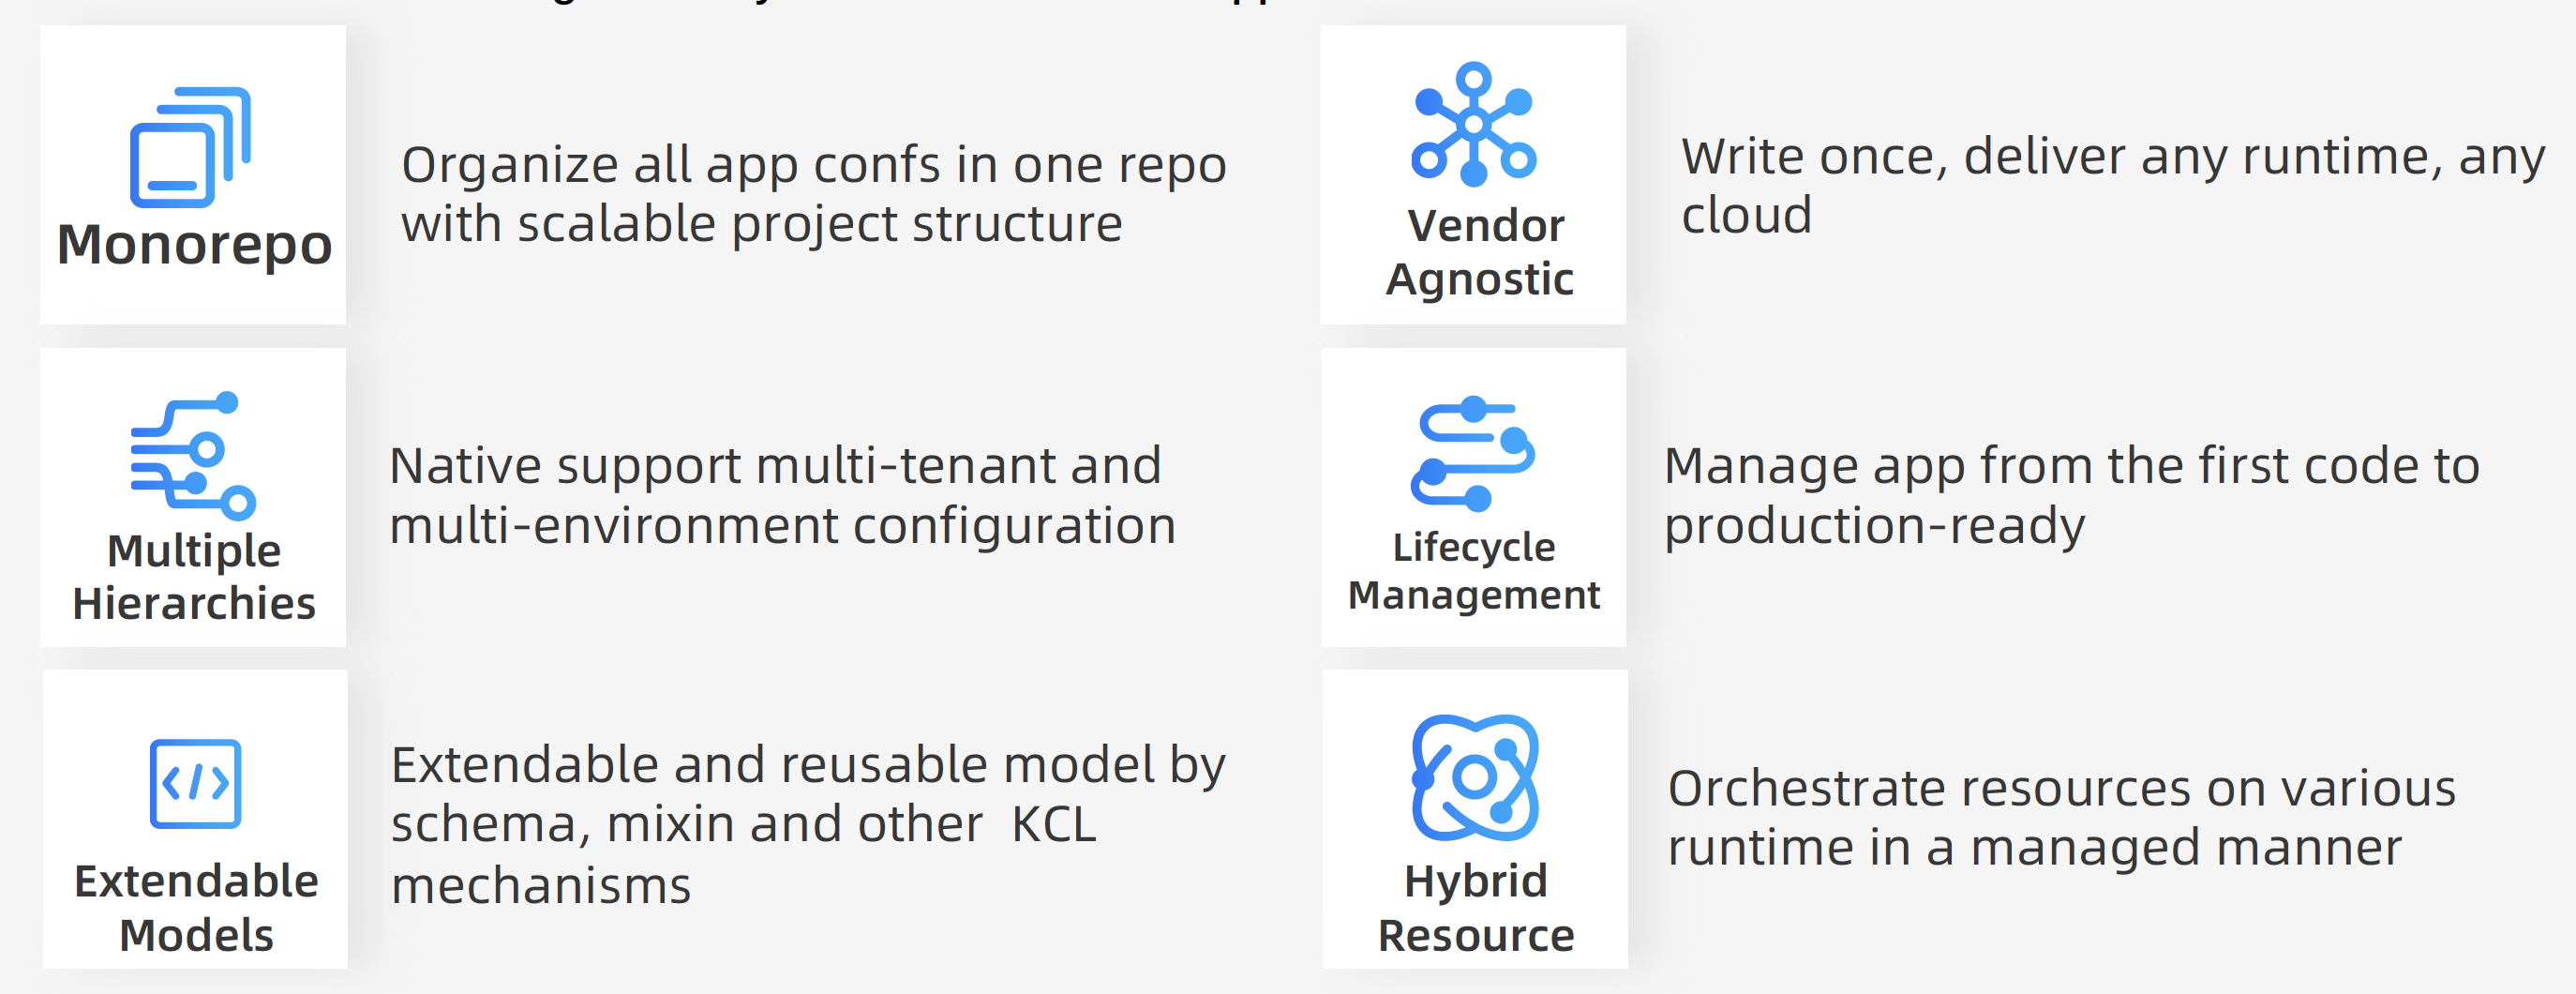 Monorepo
Organize all app confs in one repo
with scalable project structure
Vendor
Agnostic
Write once, deliver any runtime, any
cloud
Multiple
Hierarchies
Native support multi-tenant and
multi-environment configuration
Lifecycle
Management
Manage app from the first code to
production-ready
Extendable
Models
Extendable and reusable model by
schema, mixin and other  KCL
mechanisms
Hybrid
Resource
Orchestrate resources on various
runtime in a managed manner